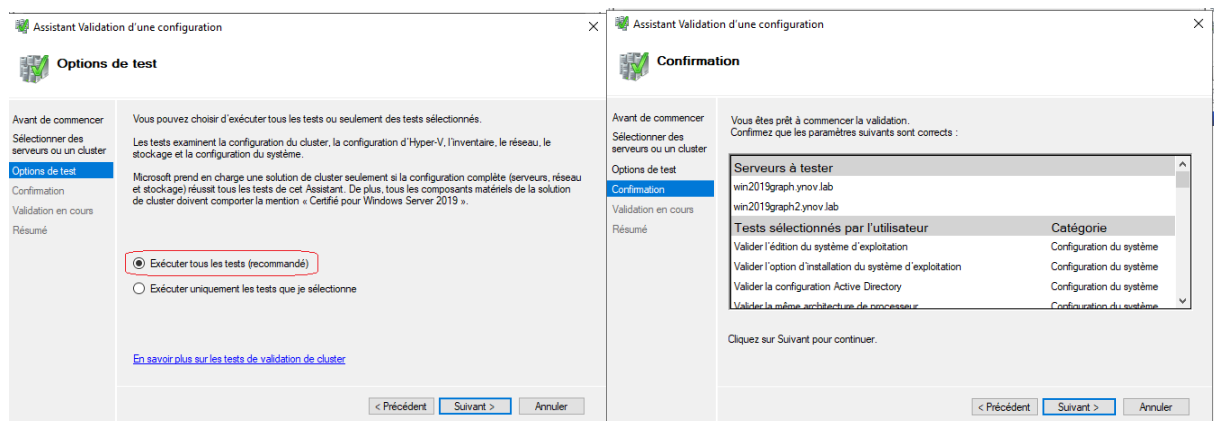 Assistant Validation d'une configuration
Options de test
Avant de commencer
Sélectionner des
serveurs ou un cluster
Options de test
Confirmation
Validation en cours
Résumé
Vous pouvez choisir d'exécuter tous les tests ou seulement des tests sélectionnés.
Les tests examinent la configuration du cluster, la configuration d'Hyper-V, l'inventaire, le réseau, le
stockage et la configuration du système.
Microsoft prend en charge une solution de cluster seulement si la configuration complète (serveurs, réseau
et stockage) réussit tous les tests de cet Assistant. De plus, tous les composants matériels de la solution
de cluster doivent comporter la mention « Certifié pour Windows Server 2019 ».
Exécuter tous les tests (recommandé)
Exécuter uniquement les tests que je sélectionne
En savoir plus sur les tests de validation de cluster
< Précédent Suivant > Annuler
Assistant Validation d'une configuration
Confirmation
Avant de commencer
Sélectionner des
serveurs ou un cluster
Options de test
Confirmation
Validation en cours
Résumé
Vous êtes prêt à commencer la validation.
Confirmez que les paramètres suivants sont corrects :
Serveurs à tester
win2019graph.ynov.lab
win2019graph2.ynov.lab
Tests sélectionnés par l'utilisateur Catégorie
Valider l'édition du système d'exploitation Configuration du système
Valider l'option d'installation du système d'exploitation Configuration du système
Valider la configuration Active Directory Configuration du système
Valider la même architecture de processeur Configuration du système
Cliquez sur Suivant pour continuer.
< Précédent Suivant > Annuler